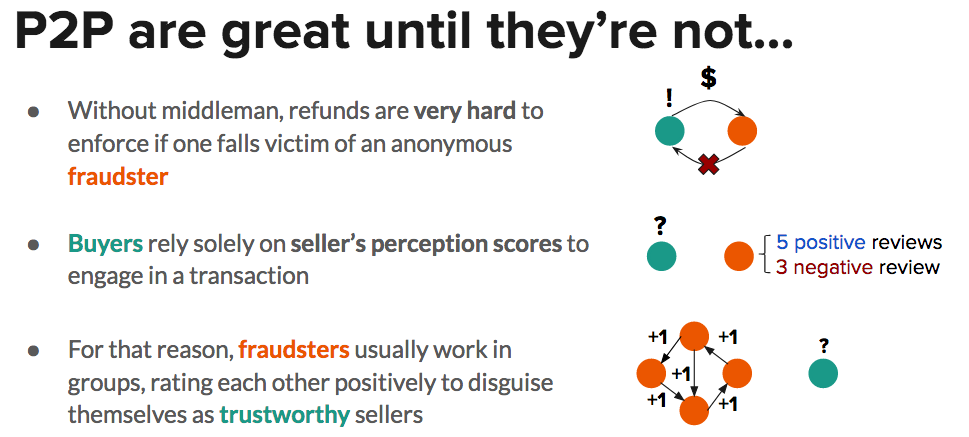 P2P are great until they're not...
$
!
● Without middleman, refunds are very hard to
enforce if one falls victim of an anonymous
fraudster
?
● Buyers rely solely on seller's perception scores to
engage in a transaction
5 positive reviews
3 negative review
● For that reason, fraudsters usually work in
groups, rating each other positively to disguise
themselves as trustworthy sellers
+1 +1
?
+1
+1 +1